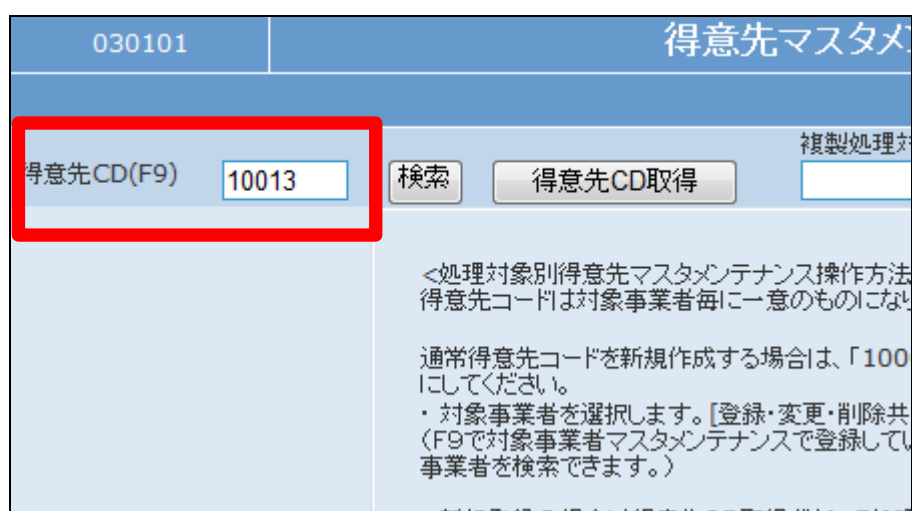 030101
得意先マスタメ
得意先CD(F9)
10013
検索
得意先CD取得
複製処理対
<処理対象別得意先マスタメンテナンス操作方法
得意先コードは対象事業者毎に一意のものになり
通常得意先コードを新規作成する場合は、「100
にしてください。
・ 対象事業者を選択します。[登録・変更・削除共
(F9で対象事業者マスタメンテナンスで登録してい
事業者を検索できます。)